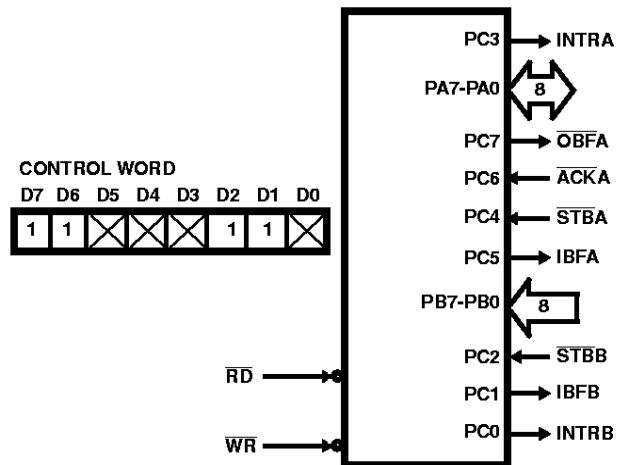 PC3 INTRA
PA7-PA0 8
PC7 OBFA
CONTROL WORD
PC6 ACKA
D7 D6 D5 D4 D3 D2 D1 D0
PC4 STBA
1 1 1 1
PC5 IBFA
PB7-PB0 8
PC2 STBB
RD
PC1 IBFB
PC0 INTRB
WR